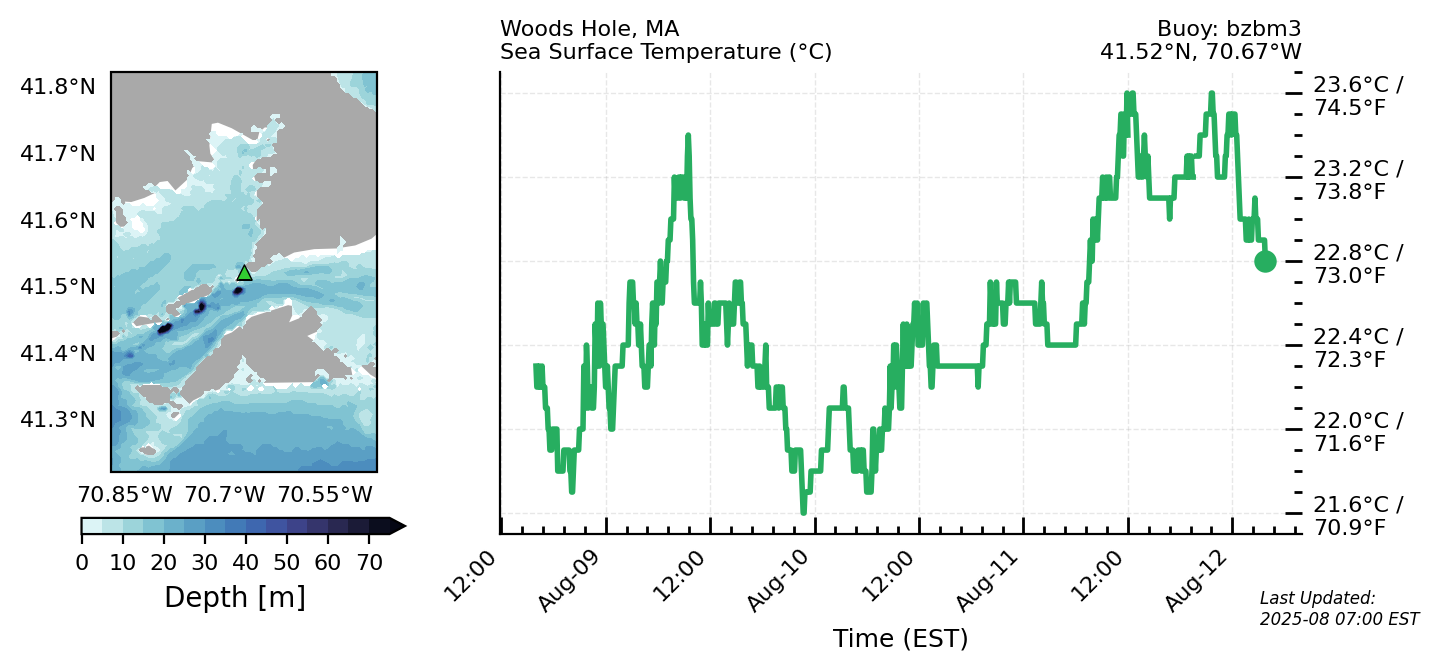 Woods Hole, MA
Sea Surface Temperature (°C)
Buoy: bzbm3
41.52°N, 70.67°W
41.8°N
41.7°N
41.6°N
41.5°N
41.4°N
41.3°N
70.85°W 70.7°W 70.55°W
0 10 20 30 40 50 60 70
Depth [m]
23.6°C /
74.5°F
23.2°C /
73.8°F
22.8°C /
73.0°F
22.4°C /
72.3°F
22.0°C /
71.6°F
21.6°C /
70.9°F
12:00 Aug-09 12:00 Aug-10 12:00 Aug-11 12:00 Aug-12
Time (EST)
Last Updated:
2025-08 07:00 EST